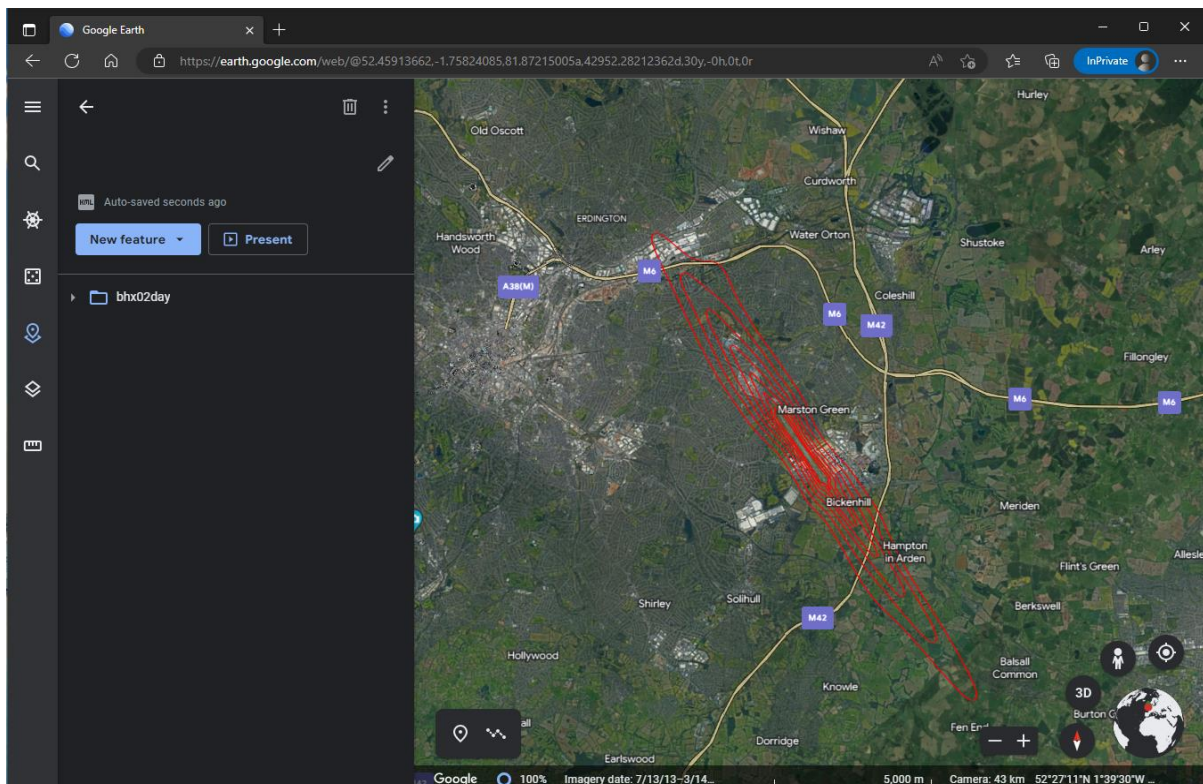 Google Earth
https://earth.google.com/web/@52.45913662,-1.75824085,81.87215005a,42952.28212362d,30y,-0h,0t,0r
InPrivate
KML Auto-saved seconds ago
New feature
Present
bhx02day
Hurley
Old Oscott
Wishaw
Curdworth
ERDINGTON
Handsworth
Wood
Water Orton
Shustoke
Arley
M6
A38(M)
Coleshill
M6
M42
Fillongley
M6
M6
Marston Green
Bickenhill
Meriden
Hampton
in Arden
Allesle
Flint's Green
Shirley
Solihull
Berkswell
M42
Hollywood
Balsall
Common
Knowle
3D
Burton
all
Fen End
Dorridge
Earlswood
Google
100%
Imagery date: 7/13/13–3/14...
5,000 m
Camera: 43 km
52°27'11"N 1°39'30"W ...